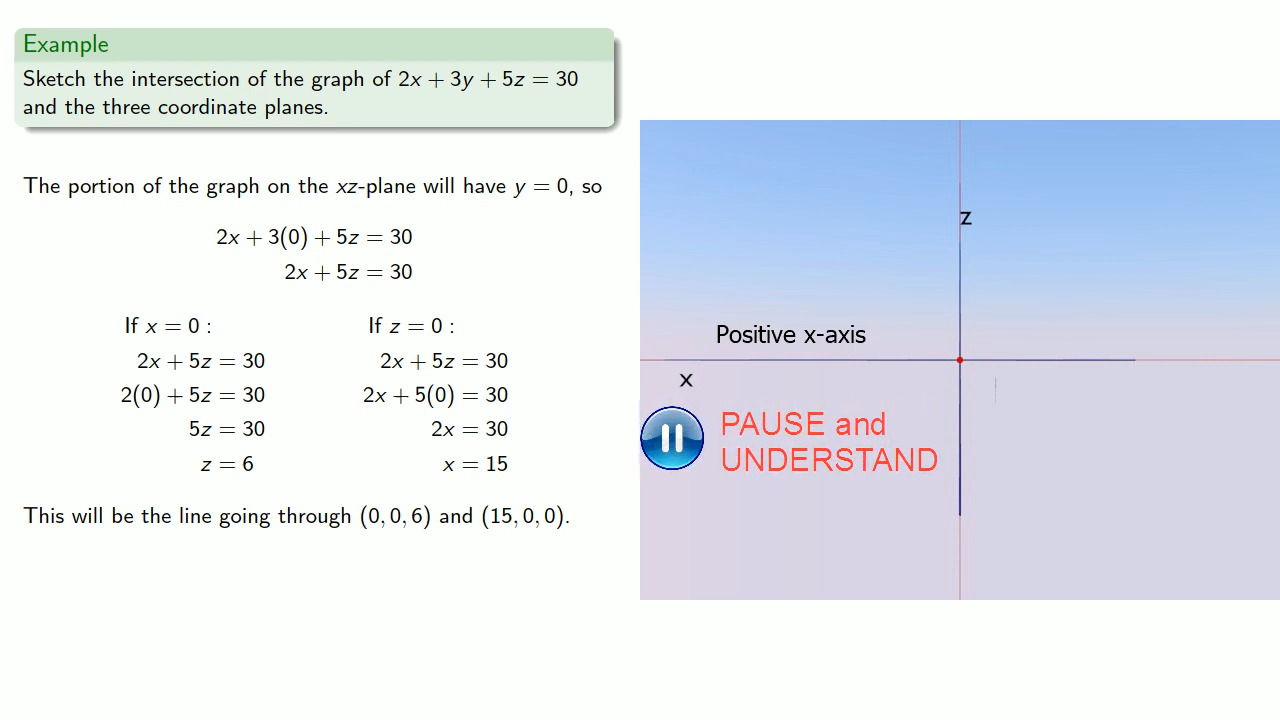 Example
Sketch the intersection of the graph of 2x + 3y + 5z = 30
and the three coordinate planes.
The portion of the graph on the xz-plane will have y = 0, so
2x + 3(0) + 5z = 30
2x + 5z = 30
If x = 0 :
2x + 5z = 30
2(0) + 5z = 30
5z = 30
z = 6
If z = 0 :
2x + 5z = 30
2x + 5(0) = 30
2x = 30
x = 15
This will be the line going through (0, 0, 6) and (15, 0, 0).
z
Positive x-axis
x
PAUSE and
UNDERSTAND